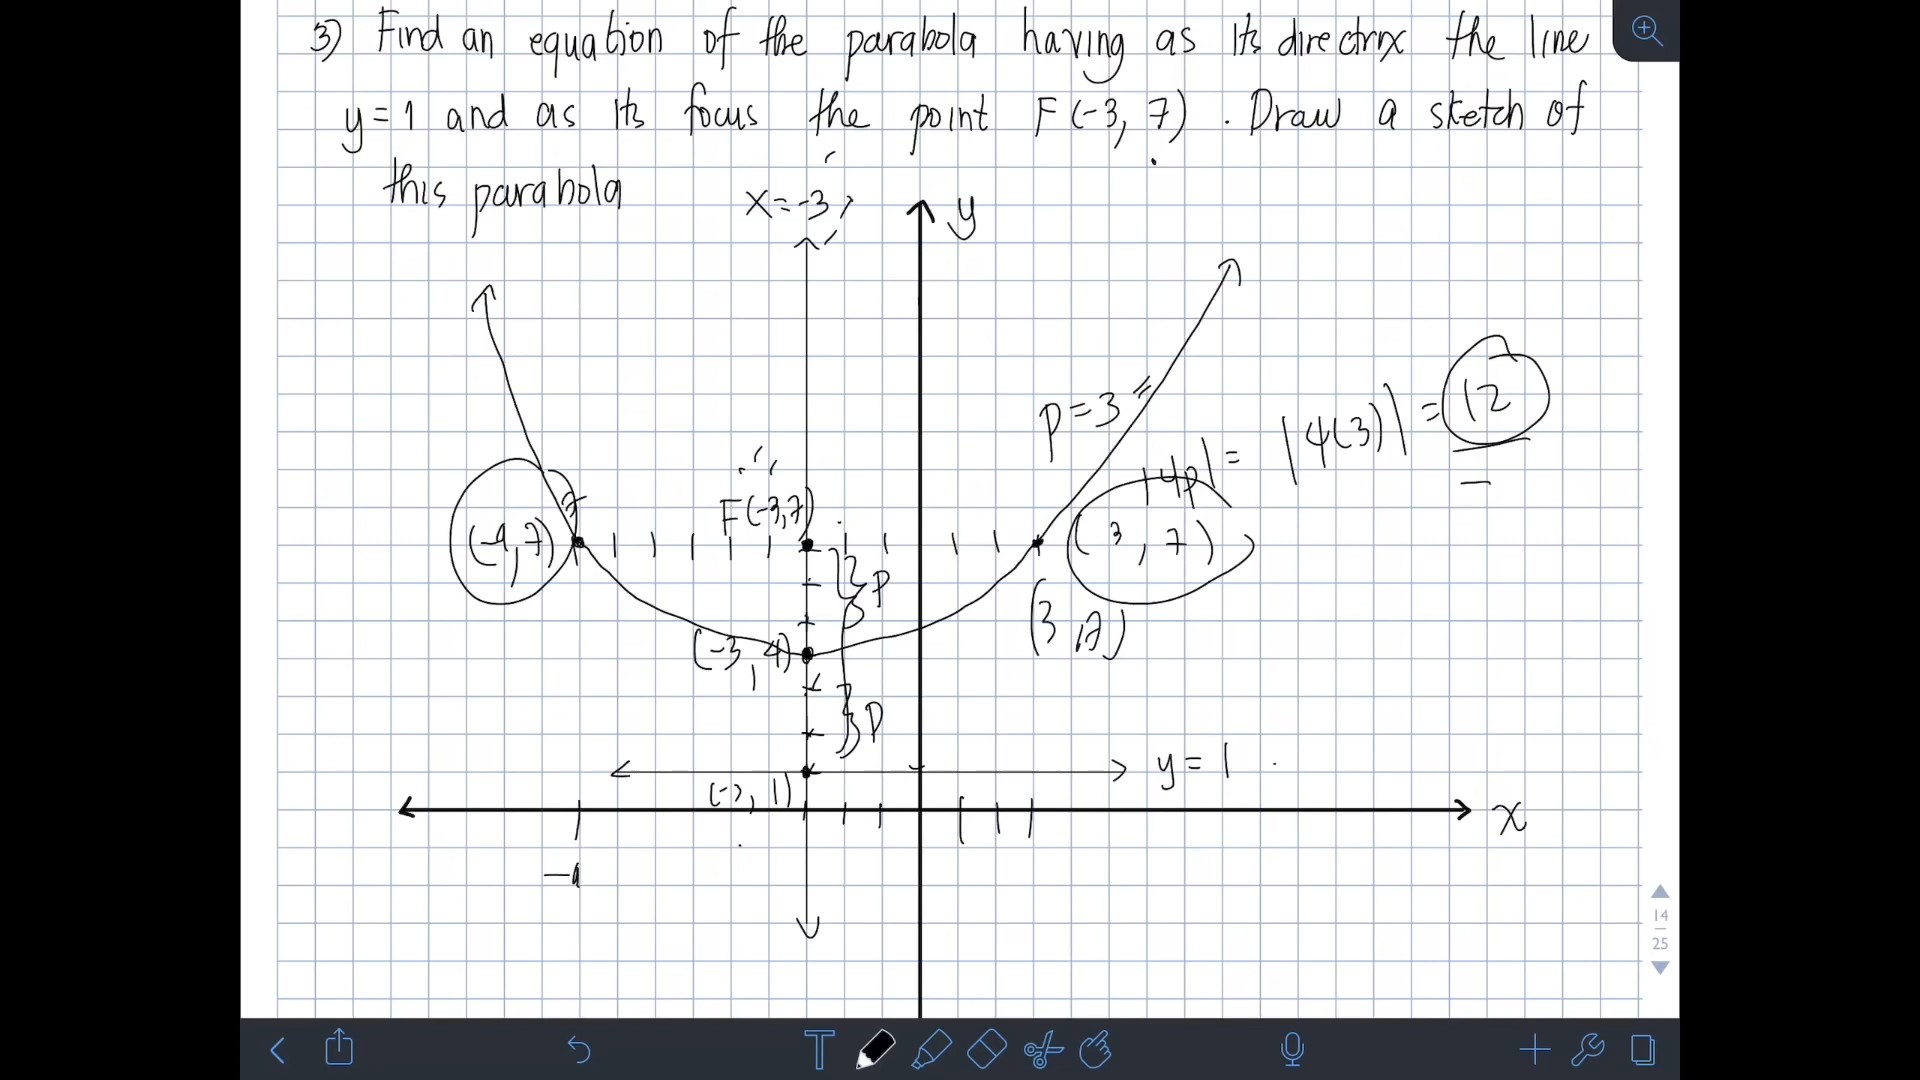 3) Find an equation of the parabola having as its directrix the line
y=1 and as its focus the point F(-3, 7). Draw a sketch of
this parabola
x=-3
y
p=3
|4p| = |4(3)| = 12
F(-3,7)
(-9,7)
(3, 7)
P
(3,7)
(-3, 4)
P
y = 1
(-3, 1)
x
-9
14
25
T